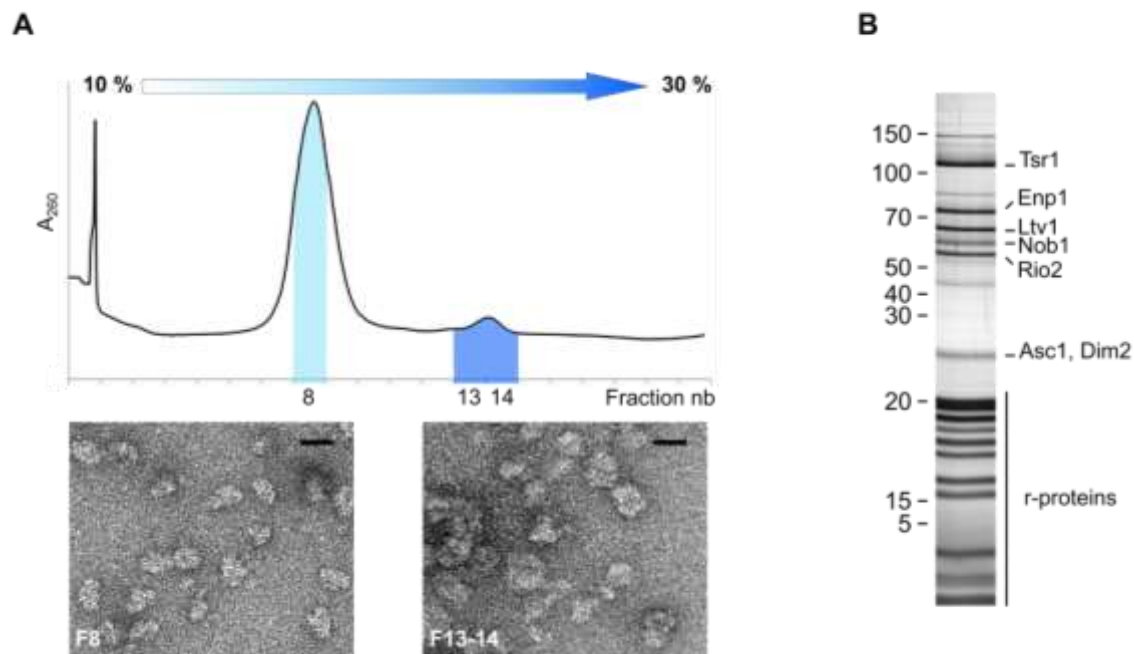 A
10 %
30 %
A260
8
13 14
Fraction nb
F8
F13-14
B
150
100
70
50
40
30
20
15
5
Tsr1
Enp1
Ltv1
Nob1
Rio2
Asc1, Dim2
r-proteins